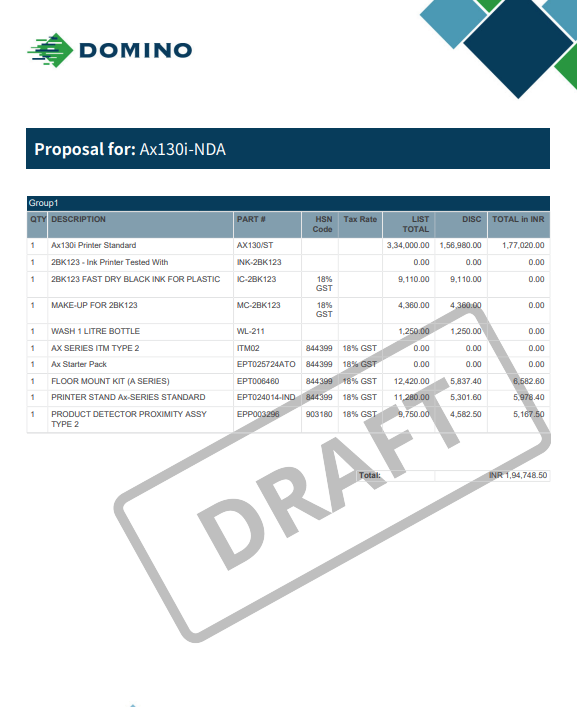 DOMINO
Proposal for: Ax130i-NDA
Group1
QTY DESCRIPTION PART # HSN Code Tax Rate LIST TOTAL DISC TOTAL in INR
1 Ax130i Printer Standard AX130/ST 3,34,000.00 1,56,980.00 1,77,020.00
1 2BK123 - Ink Printer Tested With INK-2BK123 0.00 0.00 0.00
1 2BK123 FAST DRY BLACK INK FOR PLASTIC IC-2BK123 18% GST 9,110.00 9,110.00 0.00
1 MAKE-UP FOR 2BK123 MC-2BK123 18% GST 4,360.00 4,360.00 0.00
1 WASH 1 LITRE BOTTLE WL-211 1,250.00 1,250.00 0.00
1 AX SERIES ITM TYPE 2 ITM02 844399 18% GST 0.00 0.00 0.00
1 Ax Starter Pack EPT025724ATO 844399 18% GST 0.00 0.00 0.00
1 FLOOR MOUNT KIT (A SERIES) EPT006460 844399 18% GST 12,420.00 5,837.40 6,582.60
1 PRINTER STAND Ax-SERIES STANDARD EPT024014-IND 844399 18% GST 11,280.00 5,301.60 5,978.40
1 PRODUCT DETECTOR PROXIMITY ASSY TYPE 2 EPP003296 903180 18% GST 9,750.00 4,582.50 5,167.50
Total: INR 1,94,748.50
DRAFT